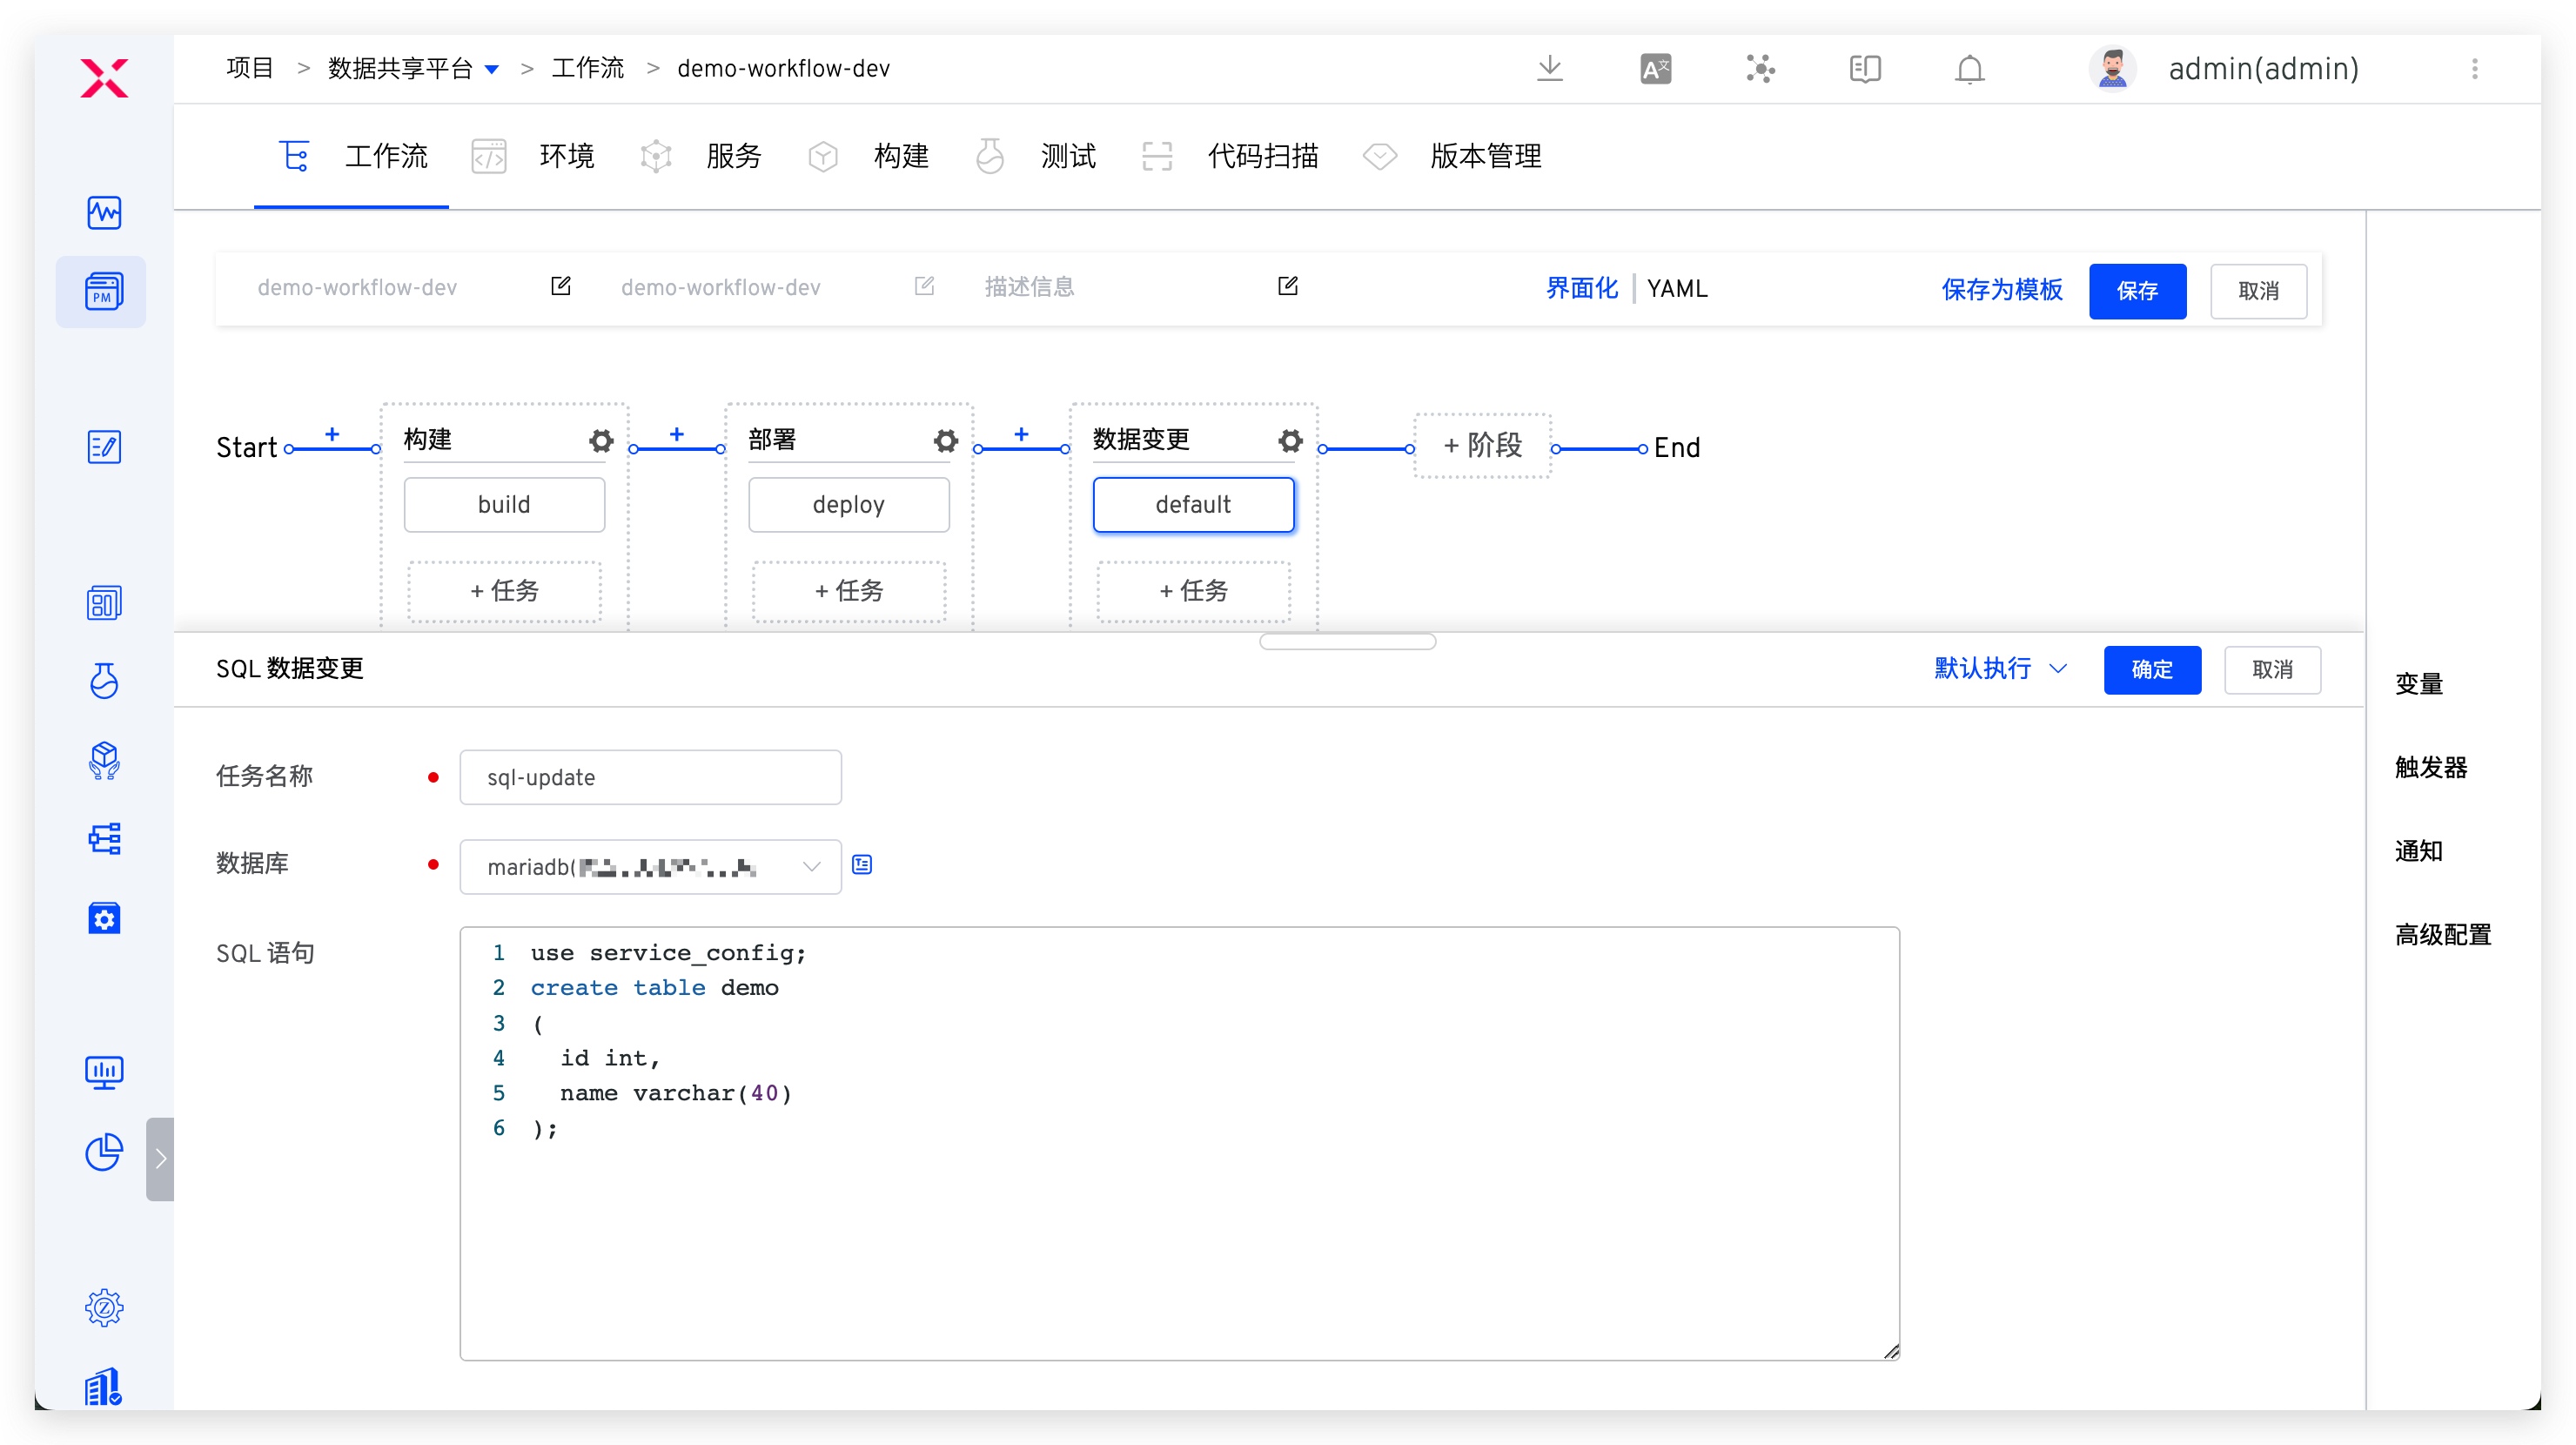 项目 > 数据共享平台 > 工作流 > demo-workflow-dev
A文
admin(admin)
工作流 环境 服务 构建 测试 代码扫描 版本管理
PM
demo-workflow-dev demo-workflow-dev 描述信息 界面化 | YAML 保存为模板 保存 取消
Start + 构建 + 部署 + 数据变更 + 阶段 End
build deploy default
+ 任务 + 任务 + 任务
SQL 数据变更 默认执行 确定 取消
变量
触发器
通知
高级配置
任务名称 sql-update
数据库 mariadb(
SQL 语句
1 use service_config;
2 create table demo
3 (
4 id int,
5 name varchar(40)
6 );
Z